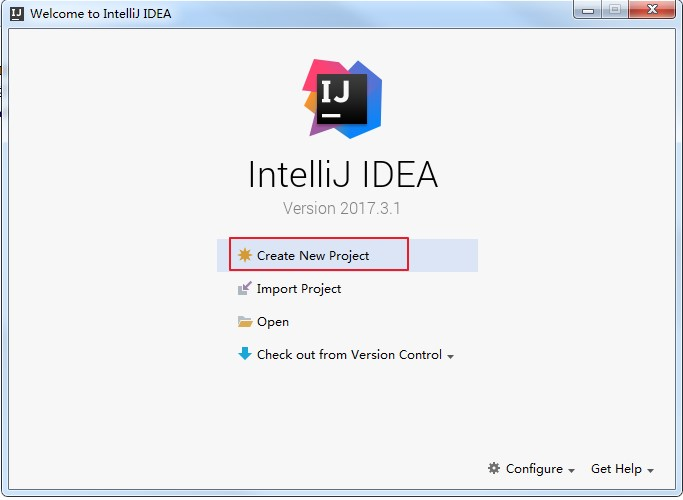 Welcome to IntelliJ IDEA
IJ
IntelliJ IDEA
Version 2017.3.1
Create New Project
Import Project
Open
Check out from Version Control
Configure
Get Help